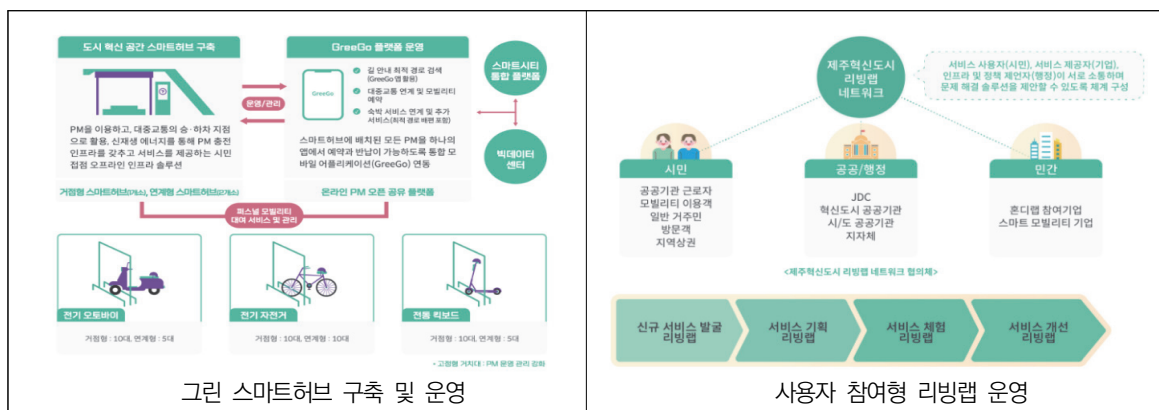 도시 혁신 공간 스마트허브 구축
PM을 이용하고, 대중교통의 승·하차 지점
으로 활용, 신재생 에너지를 통해 PM 충전
인프라를 갖추고 서비스를 제공하는 시민
접점 오프라인 인프라 솔루션
거점형 스마트허브(1개소), 연계형 스마트허브(2개소)
운영/관리
GreeGo 플랫폼 운영
GreeGo
길 안내 최적 경로 검색
(GreeGo 맵 활용)
대중교통 연계 및 모빌리티
예약
숙박 서비스 연계 및 추가
서비스(최적 경로 배편 포함)
스마트허브에 배치된 모든 PM을 하나의
앱에서 예약과 반납이 가능하도록 통합 모
바일 어플리케이션(GreeGo) 연동
온라인 PM 오픈 공유 플랫폼
스마트시티
통합 플랫폼
빅데이터
센터
퍼스널 모빌리티
대여 서비스 및 관리
전기 오토바이
거점형 : 10대, 연계형 : 5대
전기 자전거
거점형 : 10대, 연계형 : 10대
전동 킥보드
거점형 : 10대, 연계형 : 5대
• 고정형 거치대 : PM 운영 관리 강화
그린 스마트허브 구축 및 운영
제주혁신도시
리빙랩
네트워크
서비스 사용자(시민), 서비스 제공자(기업),
인프라 및 정책 제언자(행정)이 서로 소통하며
문제 해결 솔루션을 제안할 수 있도록 체계 구성
시민
공공기관 근로자
모빌리티 이용객
일반 거주민
방문객
지역상권
공공/행정
JDC
혁신도시 공공기관
시/도 공공기관
지자체
민간
혼디랩 참여기업
스마트 모빌리티 기업
<제주혁신도시 리빙랩 네트워크 협의체>
신규 서비스 발굴
리빙랩
서비스 기획
리빙랩
서비스 체험
리빙랩
서비스 개선
리빙랩
사용자 참여형 리빙랩 운영